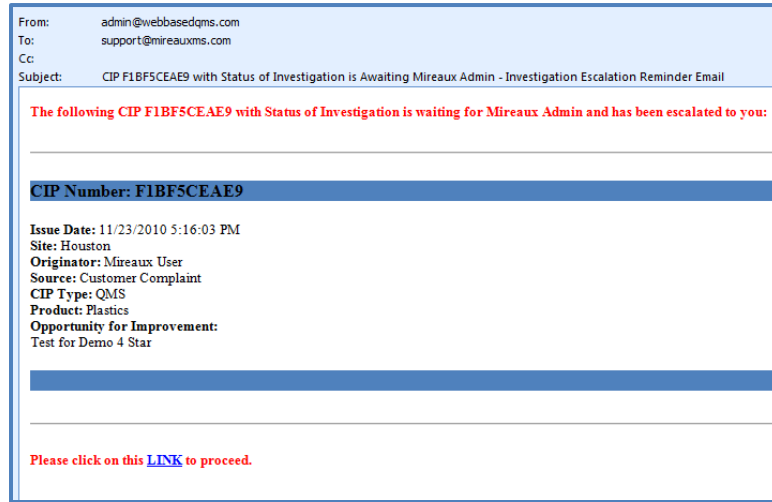 From: admin@webbasedqms.com
To: support@mireauxms.com
Cc:
Subject: CIP F1BF5CEAE9 with Status of Investigation is Awaiting Mireaux Admin - Investigation Escalation Reminder Email
The following CIP F1BF5CEAE9 with Status of Investigation is waiting for Mireaux Admin and has been escalated to you:
CIP Number: F1BF5CEAE9
Issue Date: 11/23/2010 5:16:03 PM
Site: Houston
Originator: Mireaux User
Source: Customer Complaint
CIP Type: QMS
Product: Plastics
Opportunity for Improvement:
Test for Demo 4 Star
Please click on this LINK to proceed.